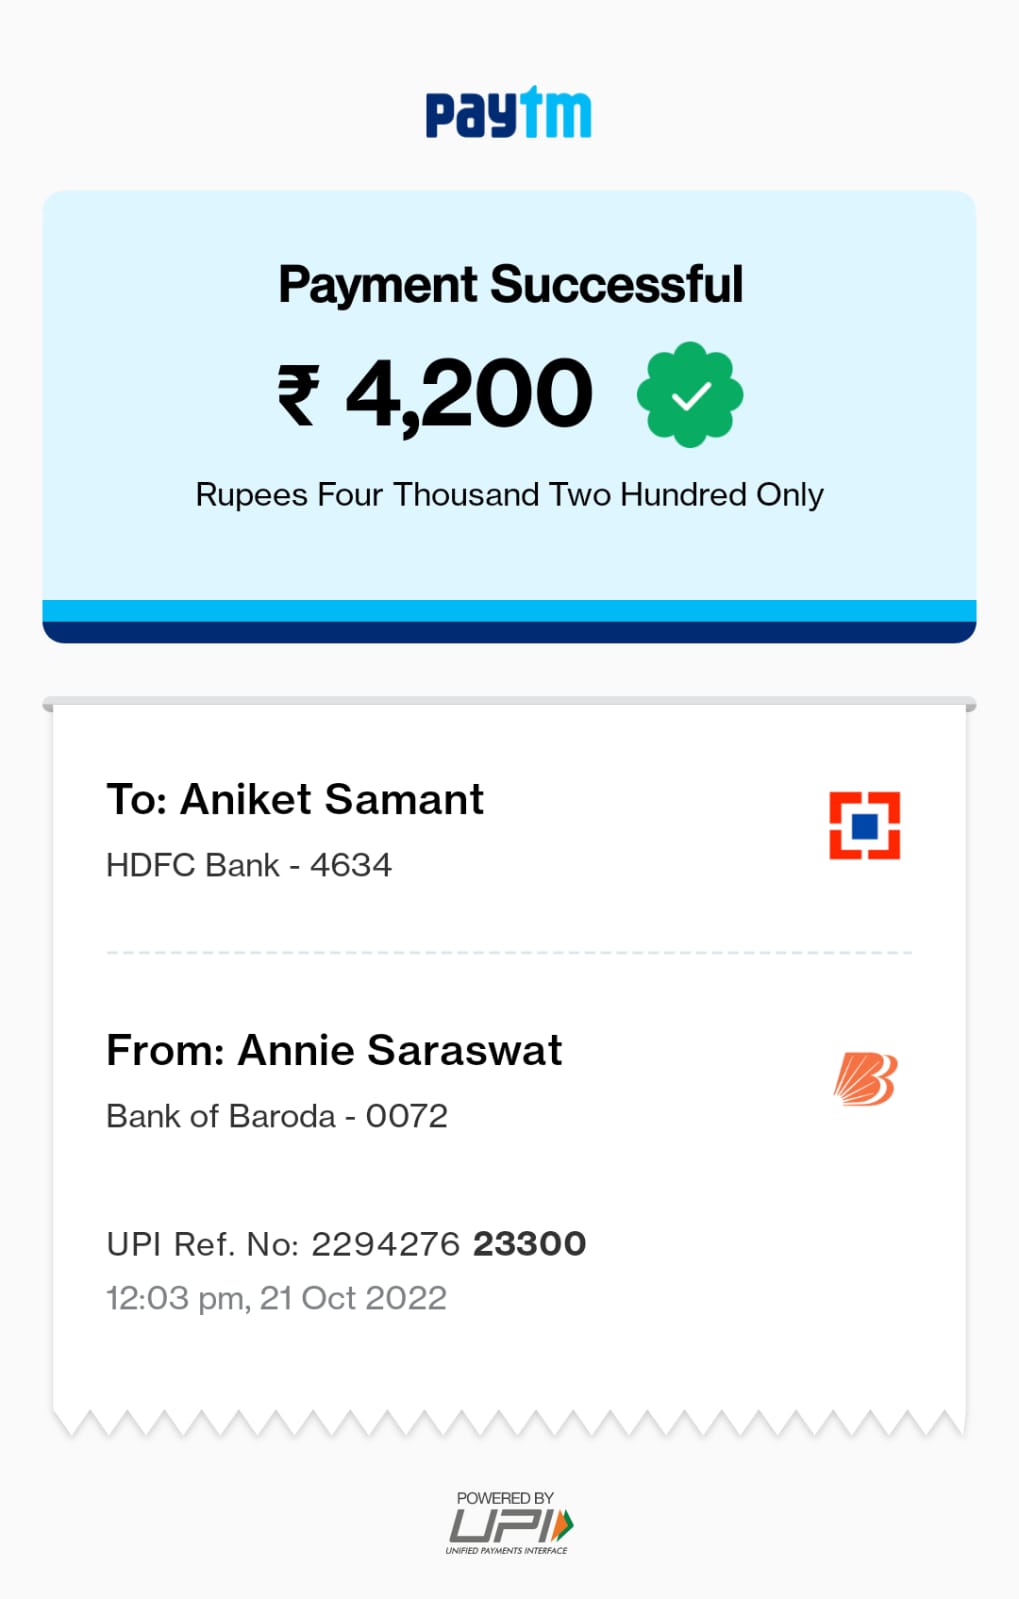 paytm
Payment Successful
₹ 4,200
Rupees Four Thousand Two Hundred Only
To: Aniket Samant
HDFC Bank - 4634
From: Annie Saraswat
Bank of Baroda - 0072
UPI Ref. No: 2294276 23300
12:03 pm, 21 Oct 2022
POWERED BY
UPI
UNIFIED PAYMENTS INTERFACE